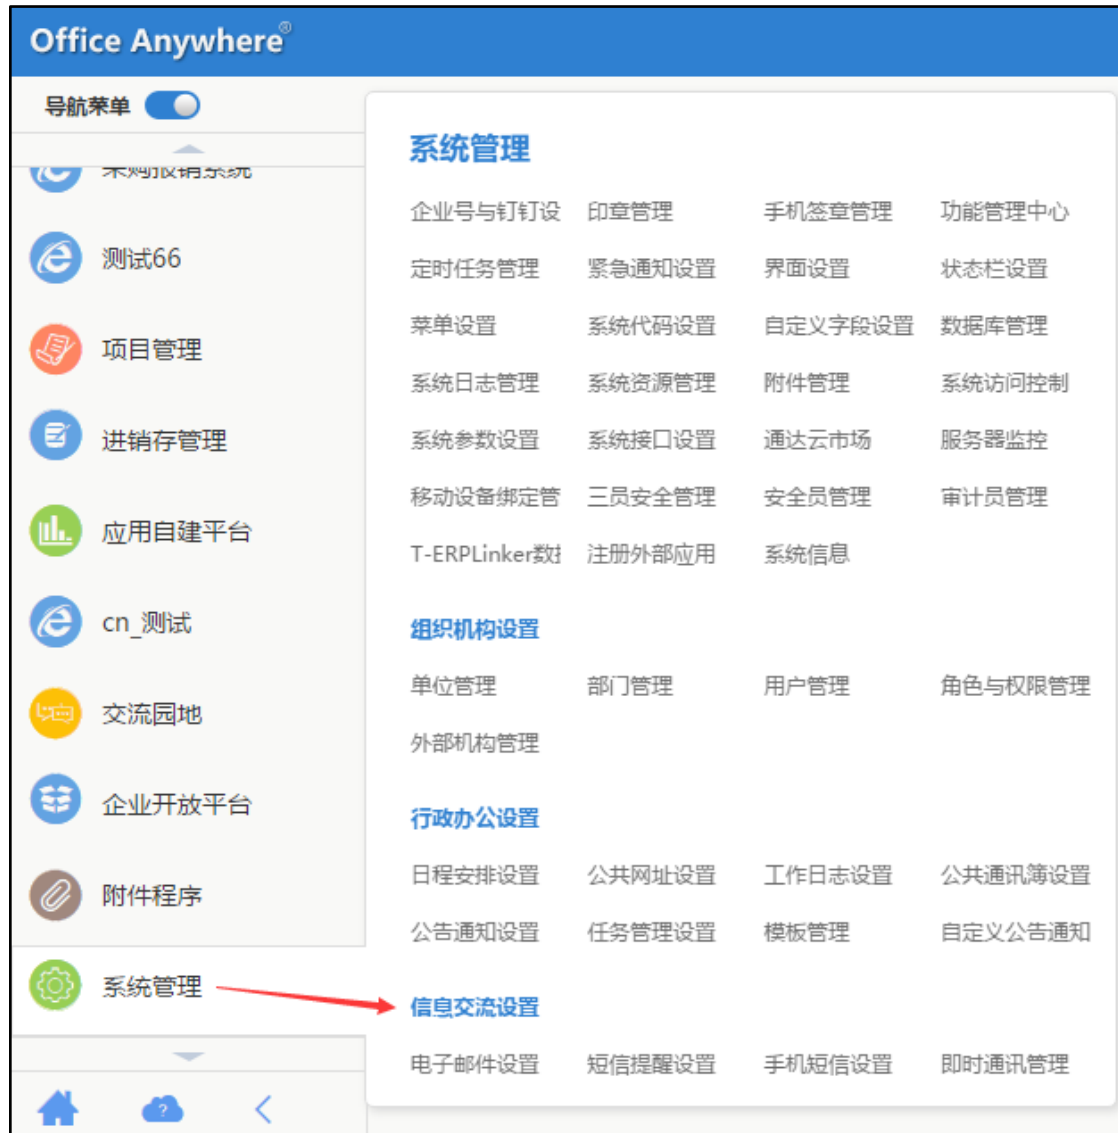 Office Anywhere®
导航菜单
采购报销系统
测试66
项目管理
进销存管理
应用自建平台
cn_测试
交流园地
企业开放平台
附件程序
系统管理
系统管理
企业号与钉钉设 印章管理 手机签章管理 功能管理中心
定时任务管理 紧急通知设置 界面设置 状态栏设置
菜单设置 系统代码设置 自定义字段设置 数据库管理
系统日志管理 系统资源管理 附件管理 系统访问控制
系统参数设置 系统接口设置 通达云市场 服务器监控
移动设备绑定管 三员安全管理 安全员管理 审计员管理
T-ERPLinker数 注册外部应用 系统信息
组织机构设置
单位管理 部门管理 用户管理 角色与权限管理
外部机构管理
行政办公设置
日程安排设置 公共网址设置 工作日志设置 公共通讯簿设置
公告通知设置 任务管理设置 模板管理 自定义公告通知
信息交流设置
电子邮件设置 短信提醒设置 手机短信设置 即时通讯管理